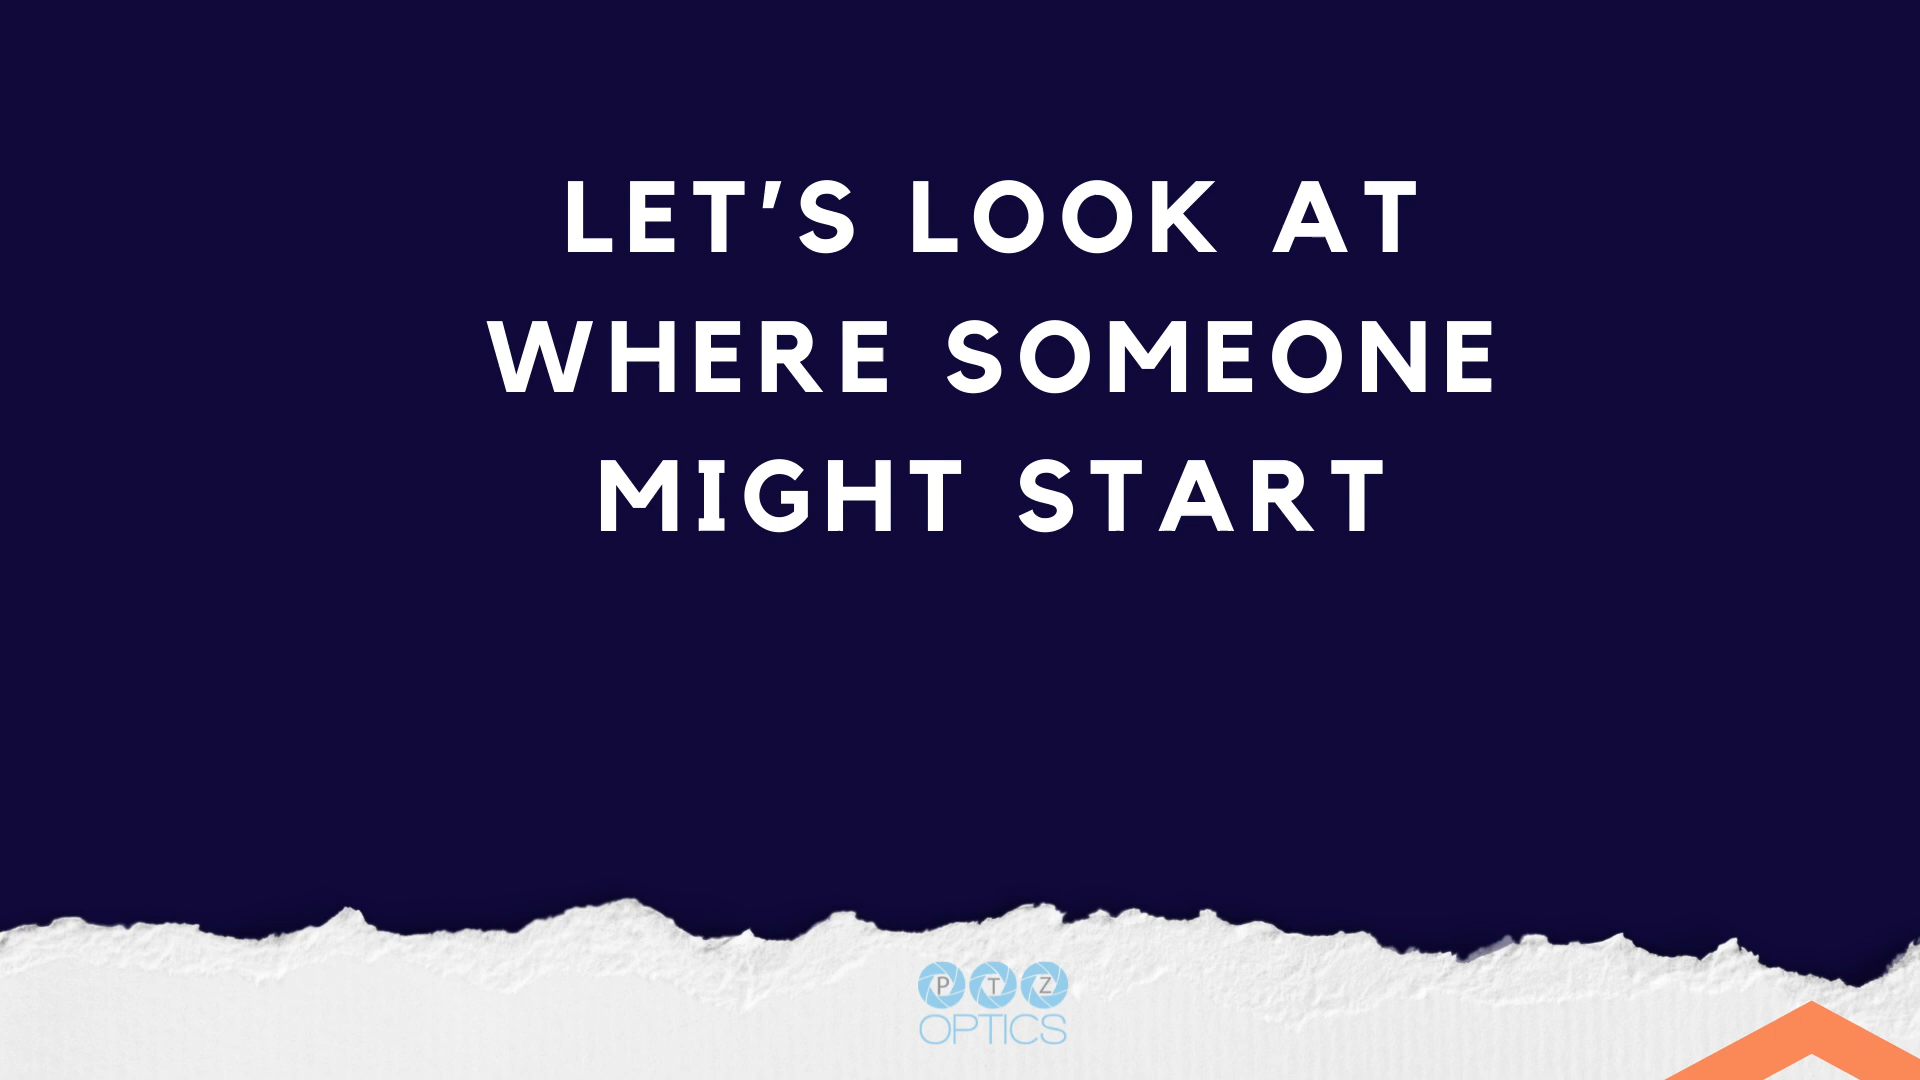 LET’S LOOK AT
WHERE SOMEONE
MIGHT START
P T Z
OPTICS